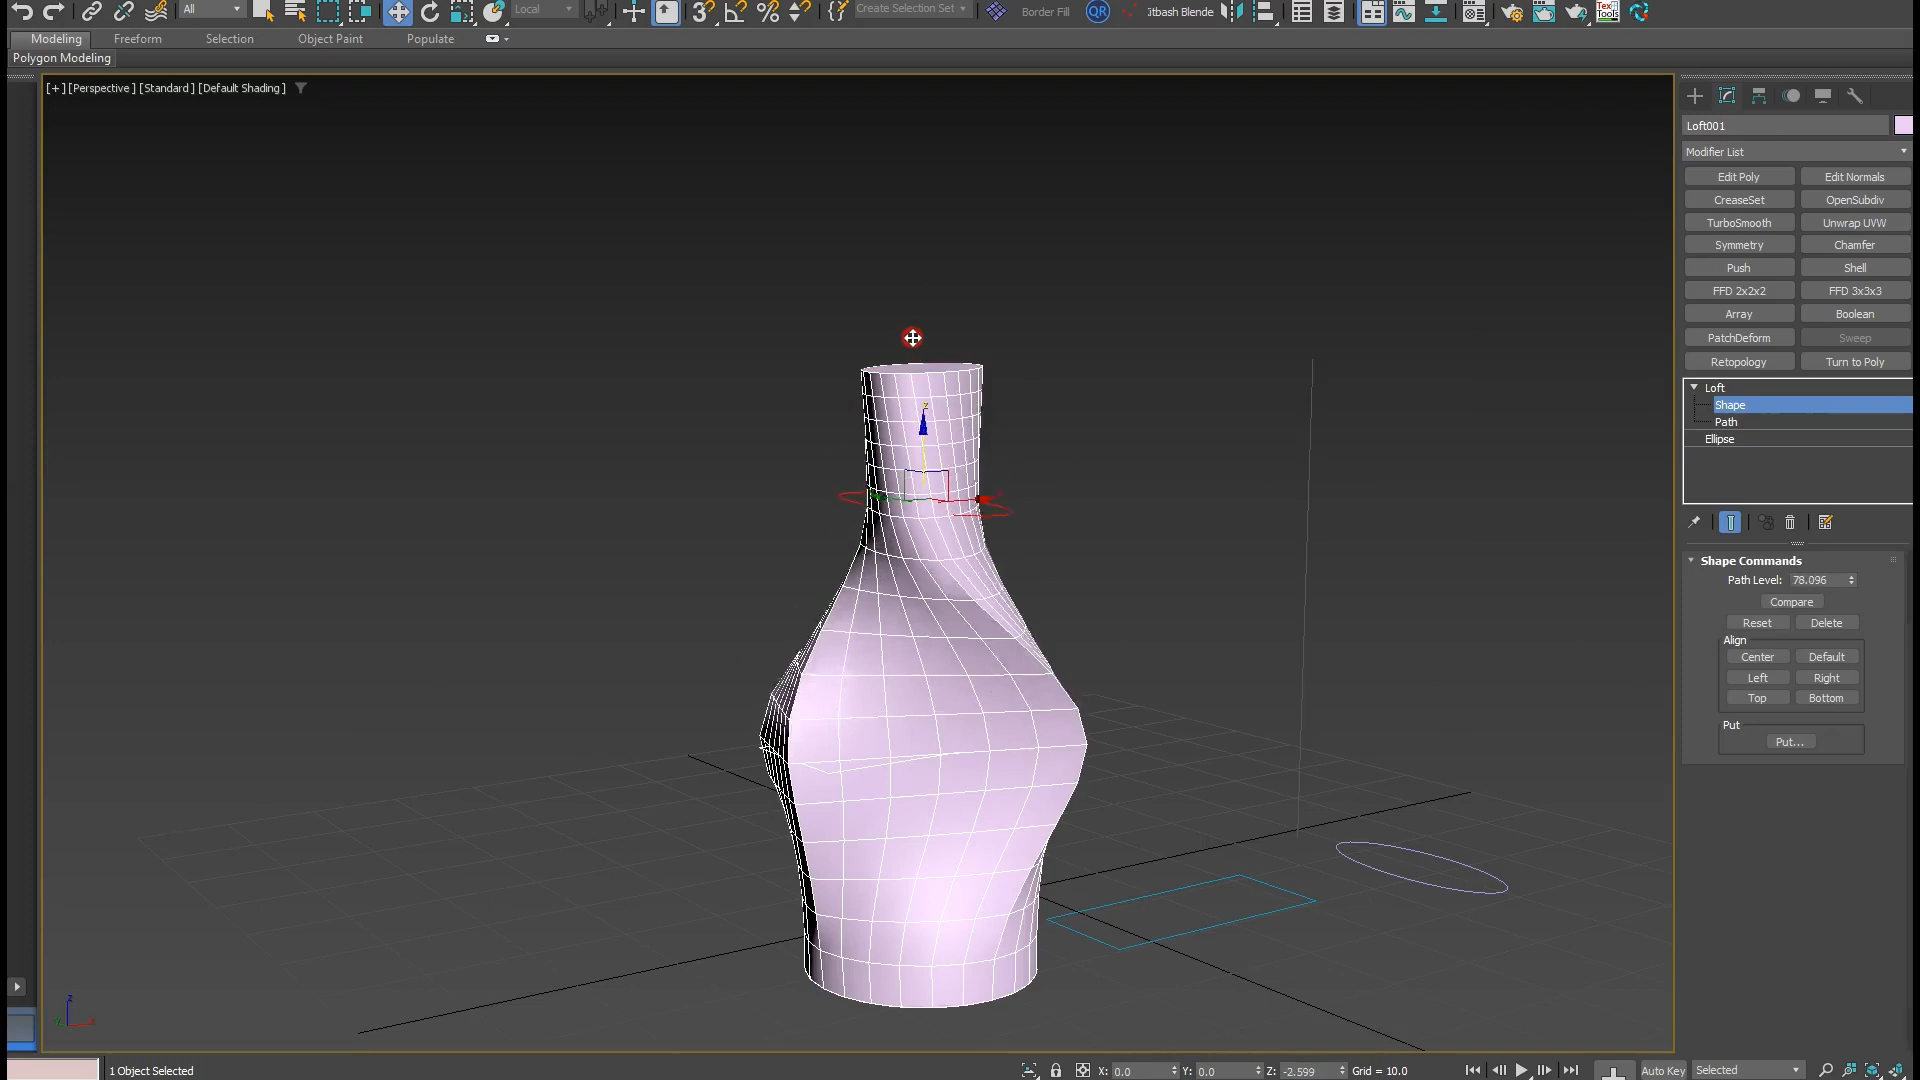 All
Local
3
Create Selection Set
Border Fill
QR
Jtbash Blende
Tex
Tools
Modeling
Freeform
Selection
Object Paint
Populate
Polygon Modeling
[+] [Perspective ] [Standard ] [Default Shading ]
Loft001
Modifier List
Edit Poly
Edit Normals
CreaseSet
OpenSubdiv
TurboSmooth
Unwrap UVW
Symmetry
Chamfer
Push
Shell
FFD 2x2x2
FFD 3x3x3
Array
Boolean
PatchDeform
Sweep
Retopology
Turn to Poly
Loft
Shape
Path
Ellipse
Shape Commands
Path Level: 78.096
Compare
Reset
Delete
Align
Center
Default
Left
Right
Top
Bottom
Put
Put...
z
z
1 Object Selected
X: 0.0
Y: 0.0
Z: -2.599
Grid = 10.0
Auto Key
Selected